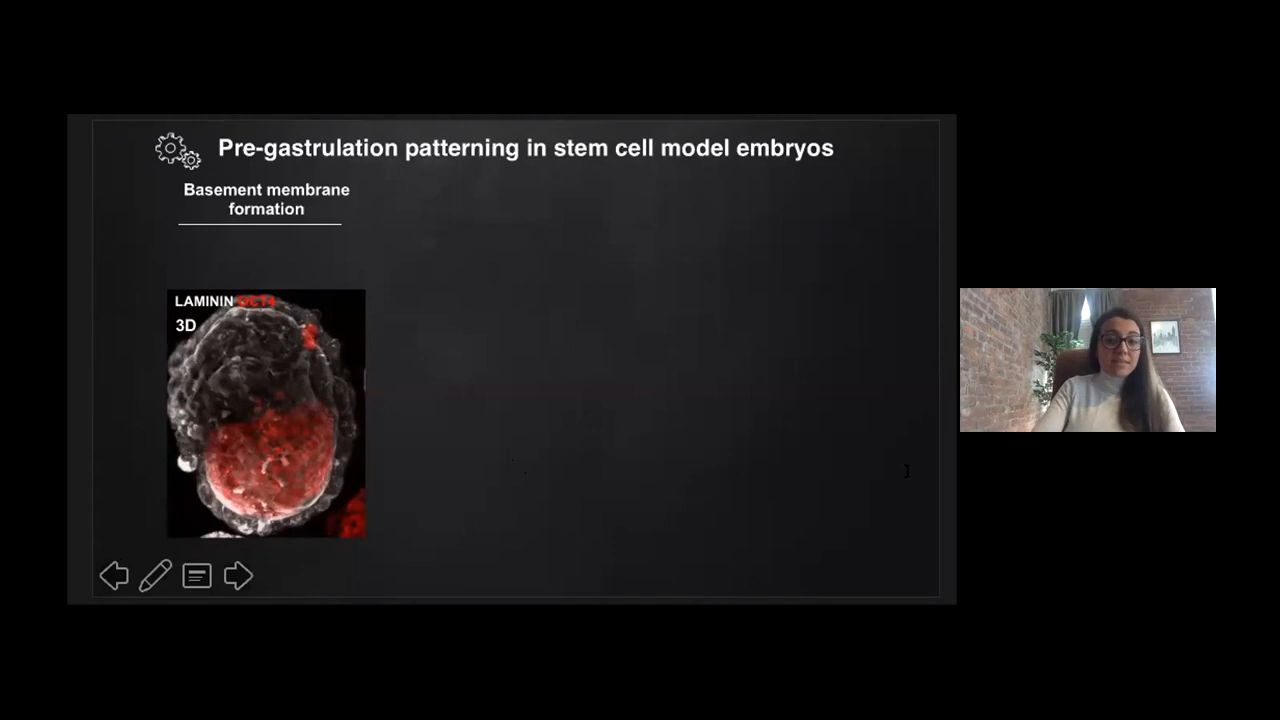 Pre-gastrulation patterning in stem cell model embryos
Basement membrane
formation
LAMININ OCT4
3D